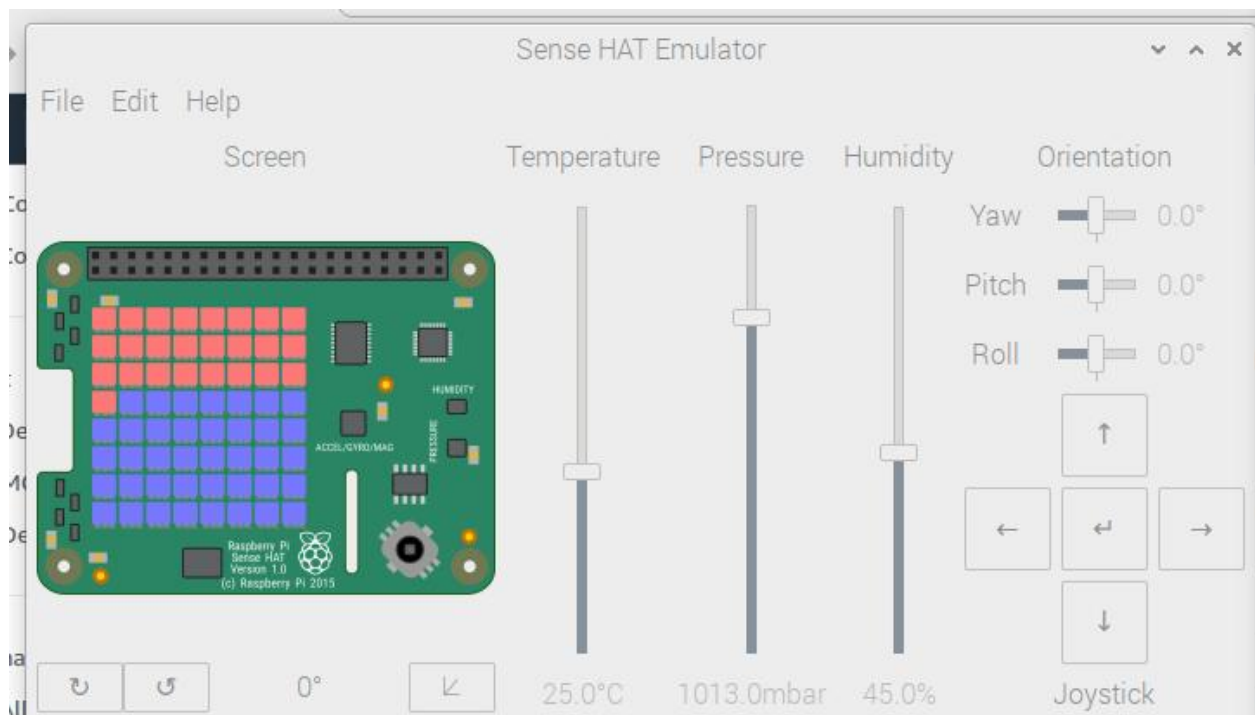 Sense HAT Emulator
File Edit Help
Screen
Temperature
Pressure
Humidity
Orientation
Yaw 0.0°
Pitch 0.0°
Roll 0.0°
HUMIDITY
PRESSURE
ACCEL/GYRO/MAG
Raspberry Pi
Sense HAT
Version 1.0
(c) Raspberry Pi 2015
↑
← ↵ →
↓
↻ ↺ 0°
25.0°C
1013.0mbar
45.0%
Joystick